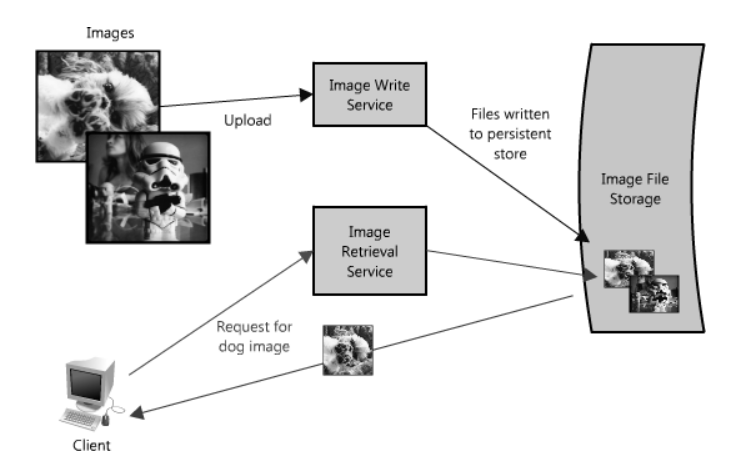 Images
Image Write
Service
Upload
Files written
to persistent
store
Image File
Storage
Image
Retrieval
Service
Request for
dog image
Client